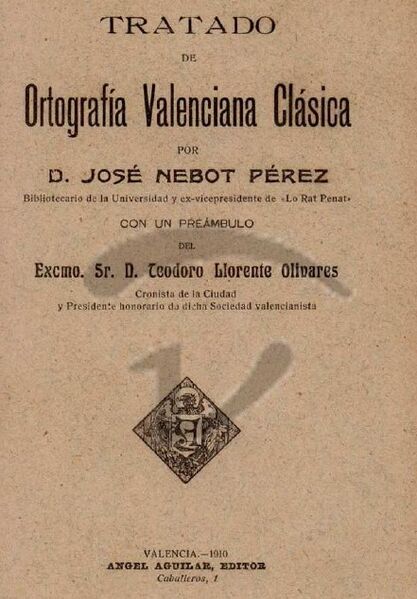 TRATADO
DE
Ortografía Valenciana Clásica
POR
D. JOSÉ NEBOT PÉREZ
Bibliotecario de la Universidad y ex-vicepresidente de «Lo Rat Penat»
CON UN PREÁMBULO
DEL
Excmo. Sr. D. Teodoro Llorente Olivares
Cronista de la Ciudad
y Presidente honorario da dicha Sociedad valencianista
VALENCIA.—1910
ANGEL AGUILAR, EDITOR
Caballeros, 1